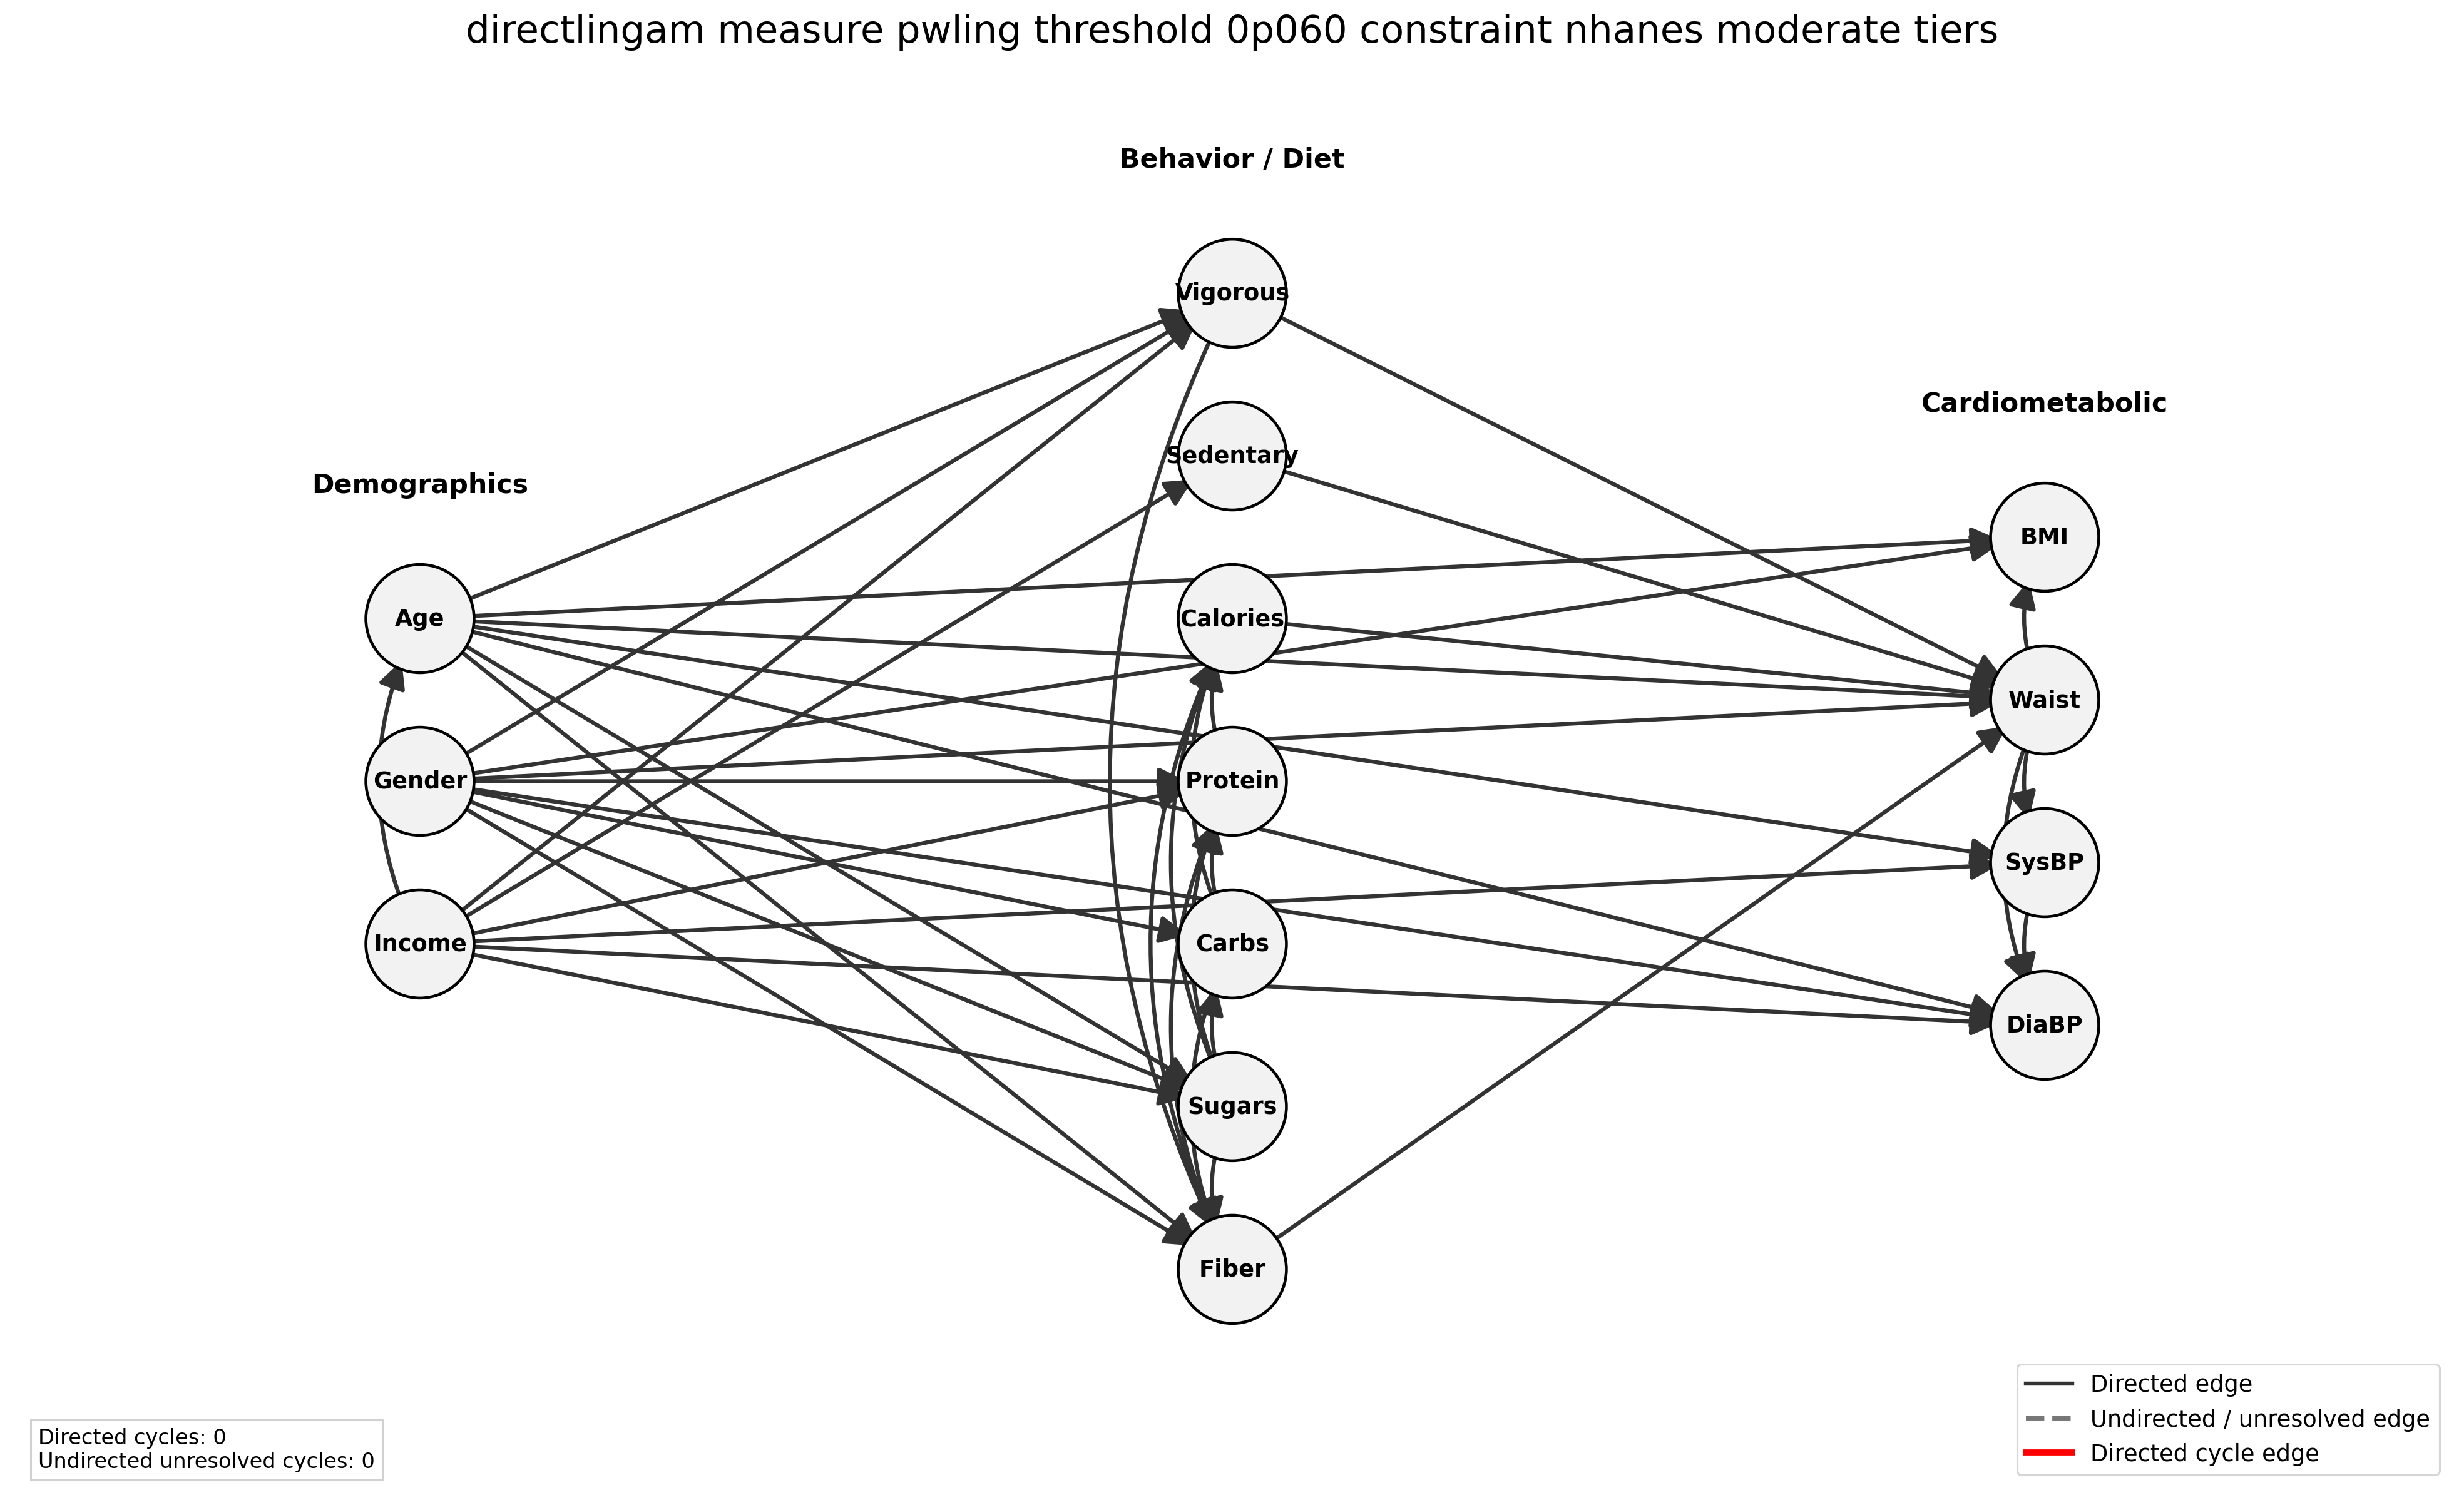 directlingam measure pwling threshold 0p060 constraint nhanes moderate tiers
Behavior / Diet
Cardiometabolic
Demographics
Vigorous
Sedentary
Calories
Protein
Carbs
Sugars
Fiber
Age
Gender
Income
BMI
Waist
SysBP
DiaBP
Directed cycles: 0
Undirected unresolved cycles: 0
Directed edge
Undirected / unresolved edge
Directed cycle edge